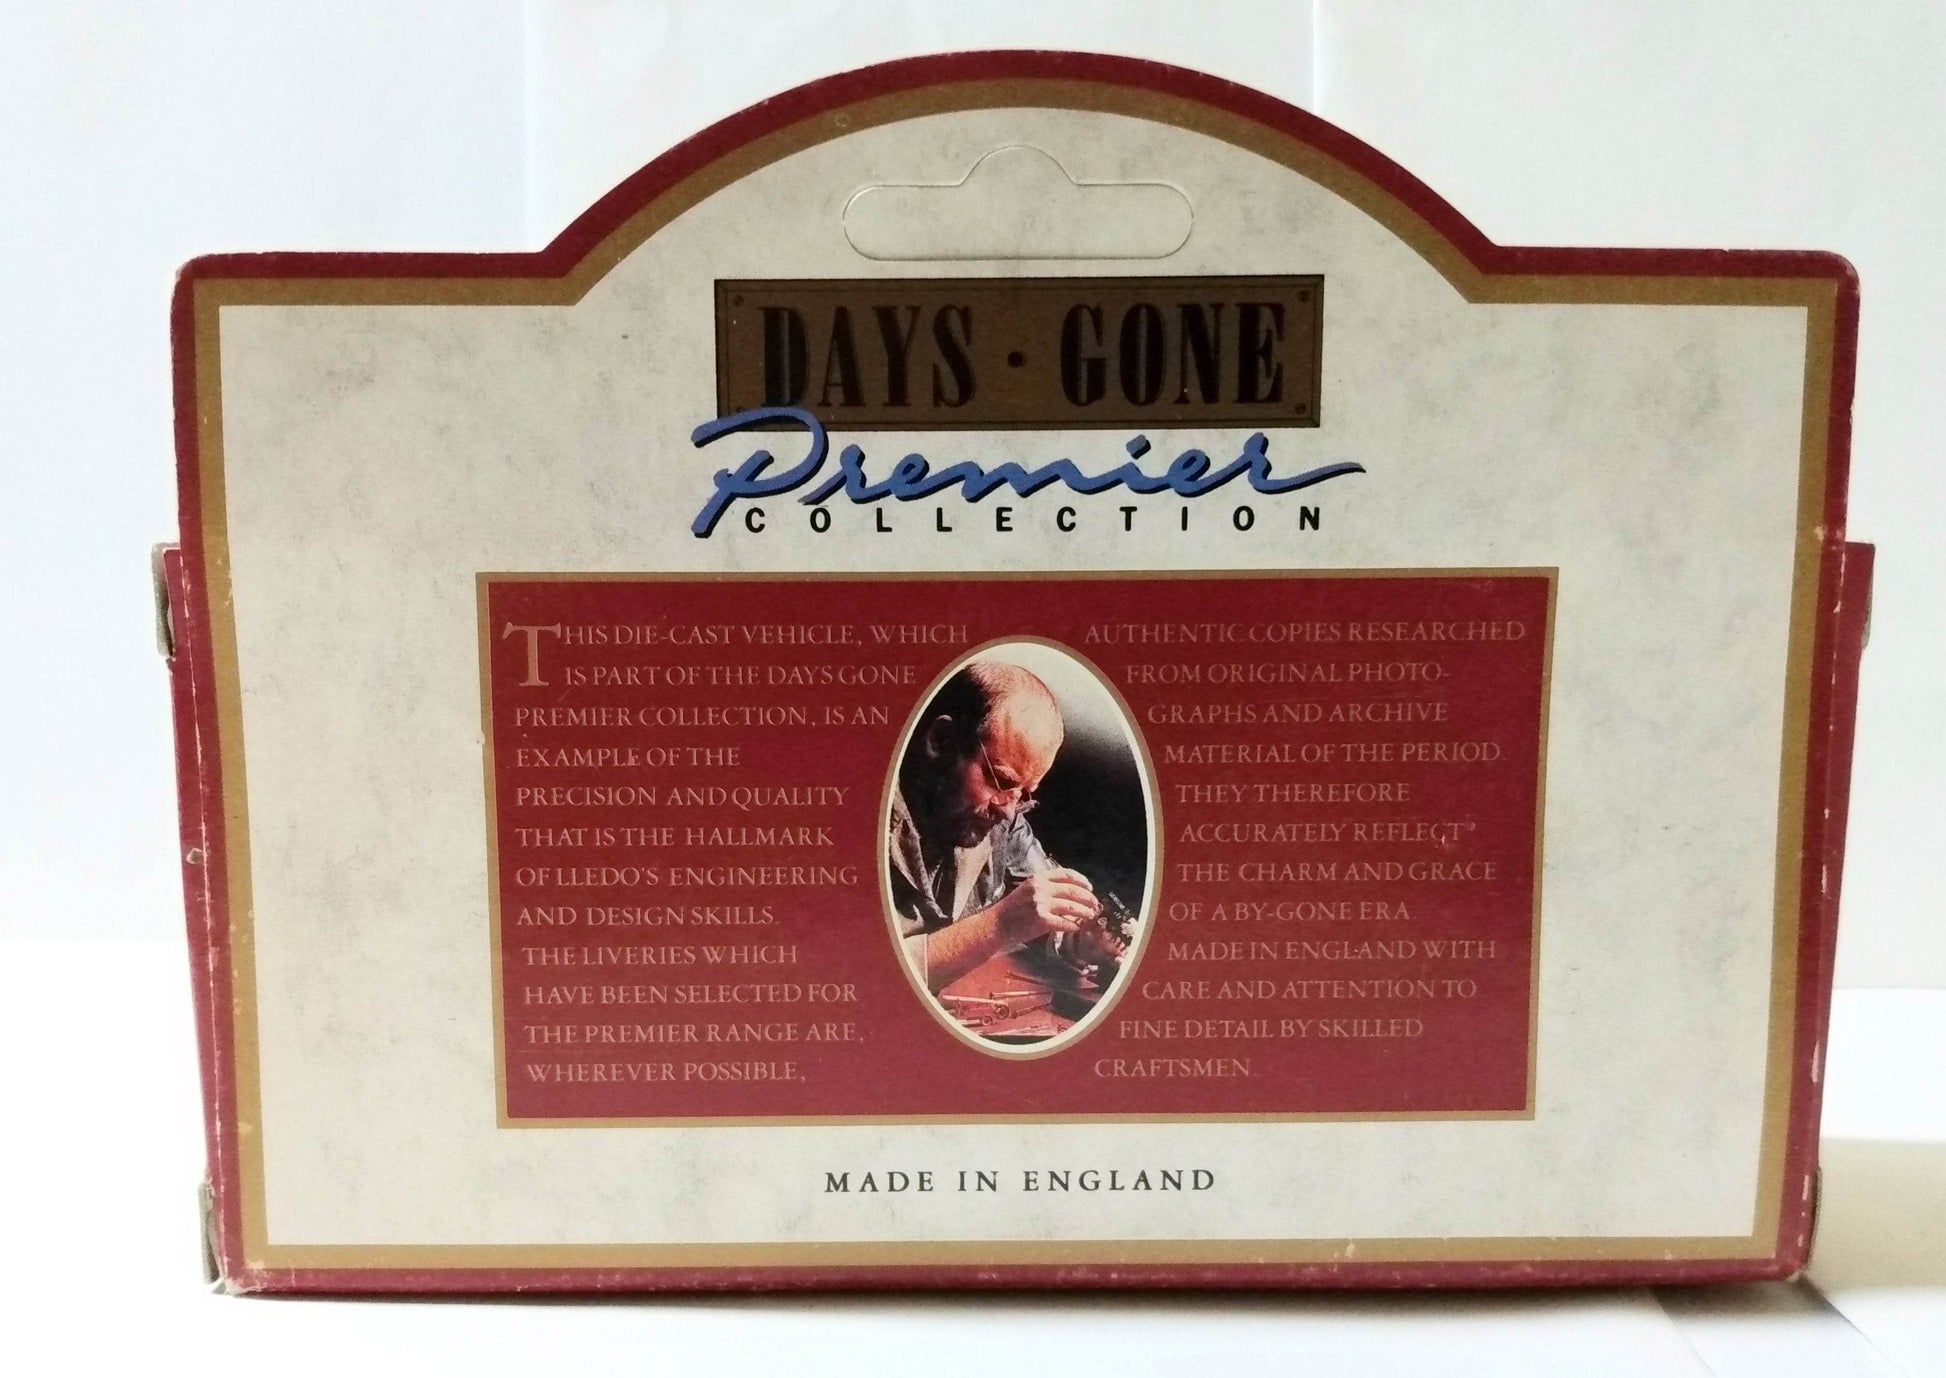 DAYS · GONE
Premier
COLLECTION
THIS DIE-CAST VEHICLE, WHICH
IS PART OF THE DAYS GONE
PREMIER COLLECTION, IS AN
EXAMPLE OF THE
PRECISION AND QUALITY
THAT IS THE HALLMARK
OF LLEDO'S ENGINEERING
AND DESIGN SKILLS.
THE LIVERIES WHICH
HAVE BEEN SELECTED FOR
THE PREMIER RANGE ARE,
WHEREVER POSSIBLE,
AUTHENTIC COPIES RESEARCHED
FROM ORIGINAL PHOTO-
GRAPHS AND ARCHIVE
MATERIAL OF THE PERIOD.
THEY THEREFORE
ACCURATELY REFLECT
THE CHARM AND GRACE
OF A BY-GONE ERA.
MADE IN ENGLAND WITH
CARE AND ATTENTION TO
FINE DETAIL BY SKILLED
CRAFTSMEN.
MADE IN ENGLAND